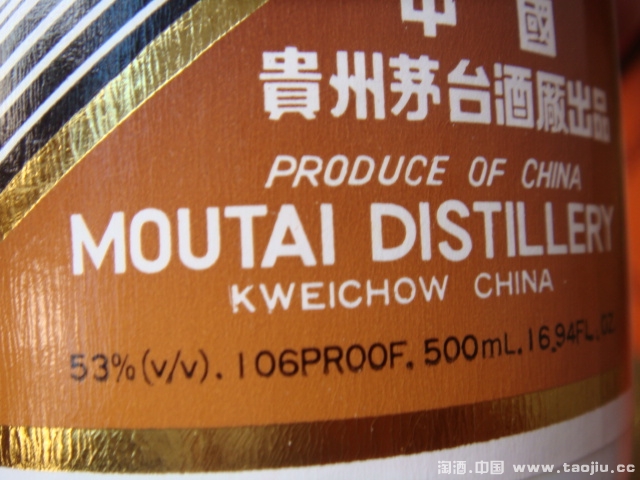 中國
貴州茅台酒厰出品
PRODUCE OF CHINA
MOUTAI DISTILLERY
KWEICHOW CHINA
53%(v/v). 106PROOF. 500mL. 16.94FL. OZ
淘酒.中国 www.taojiu.cc